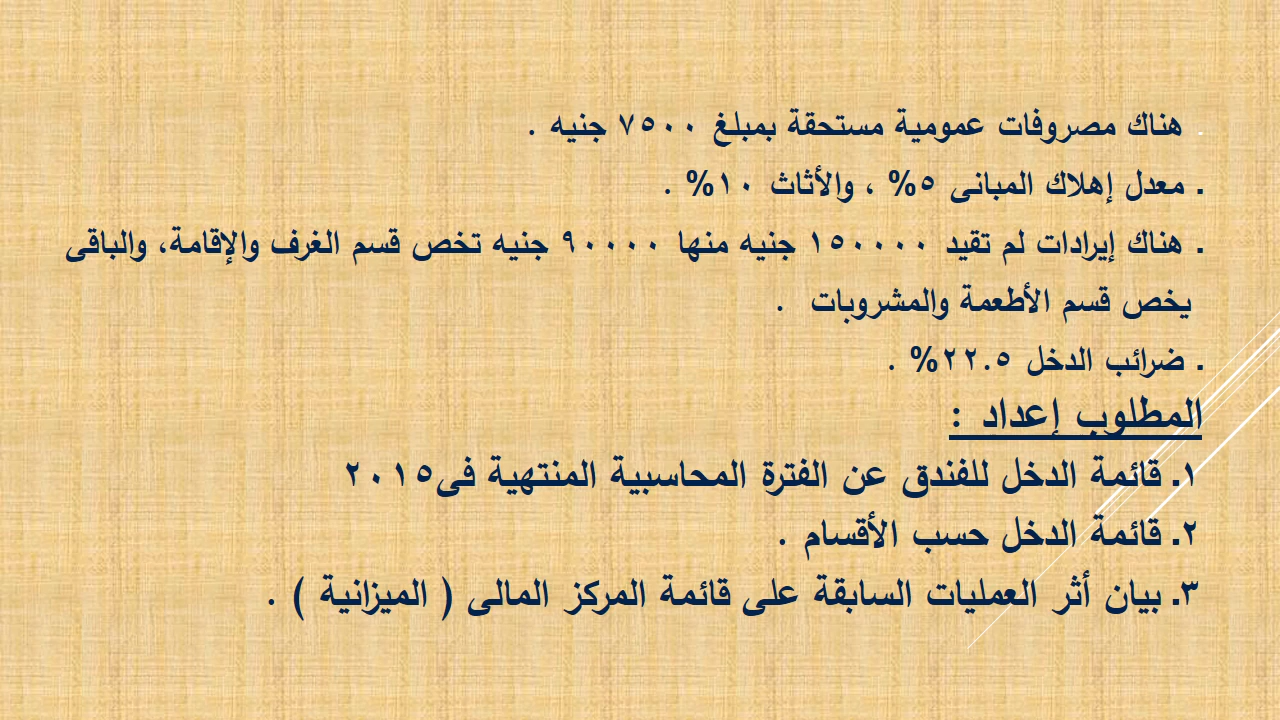 . هناك مصروفات عمومية مستحقة بمبلغ ٧٥٠٠ جنيه .
. معدل إهلاك المبانى ٥% ، والأثاث ١٠% .
. هناك إيرادات لم تقيد ١٥٠٠٠٠ جنيه منها ٩٠٠٠٠ جنيه تخص قسم الغرف والإقامة، والباقى
يخص قسم الأطعمة والمشروبات .
. ضرائب الدخل ٢٢.٥% .
المطلوب إعداد :
١. قائمة الدخل للفندق عن الفترة المحاسبية المنتهية فى٢٠١٥
٢. قائمة الدخل حسب الأقسام .
٣. بيان أثر العمليات السابقة على قائمة المركز المالى ( الميزانية ) .